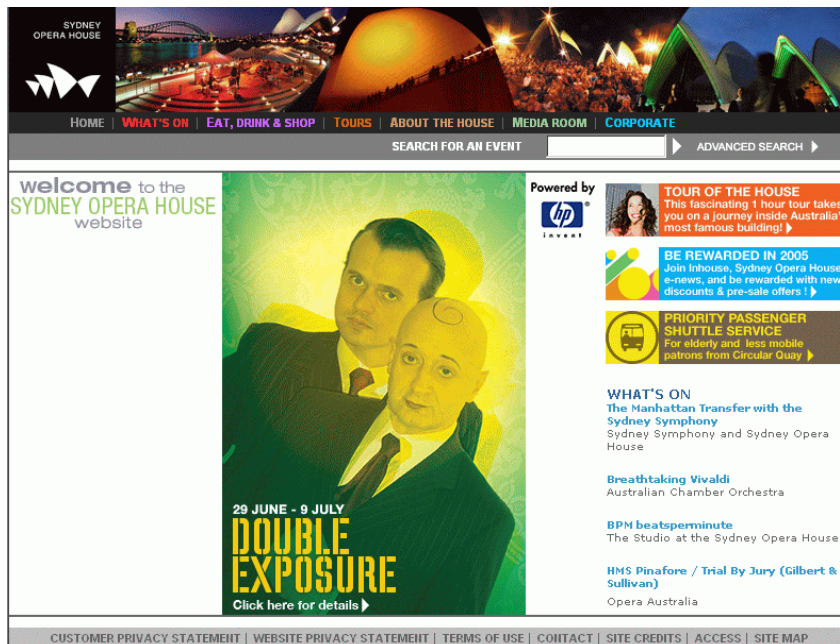 SYDNEY
OPERA HOUSE
HOME | WHAT'S ON | EAT, DRINK & SHOP | TOURS | ABOUT THE HOUSE | MEDIA ROOM | CORPORATE
SEARCH FOR AN EVENT
ADVANCED SEARCH
welcome to the
SYDNEY OPERA HOUSE
website
29 JUNE - 9 JULY
DOUBLE
EXPOSURE
Click here for details
Powered by
hp
invent
TOUR OF THE HOUSE
This fascinating 1 hour tour takes
you on a journey inside Australia'
most famous building!
BE REWARDED IN 2005
Join Inhouse, Sydney Opera House
e-news, and be rewarded with new
discounts & pre-sale offers !
PRIORITY PASSENGER
SHUTTLE SERVICE
For elderly and less mobile
patrons from Circular Quay
WHAT'S ON
The Manhattan Transfer with the
Sydney Symphony
Sydney Symphony and Sydney Opera
House
Breathtaking Vivaldi
Australian Chamber Orchestra
BPM beatsperminute
The Studio at the Sydney Opera House
HMS Pinafore / Trial By Jury (Gilbert &
Sullivan)
Opera Australia
CUSTOMER PRIVACY STATEMENT | WEBSITE PRIVACY STATEMENT | TERMS OF USE | CONTACT | SITE CREDITS | ACCESS | SITE MAP